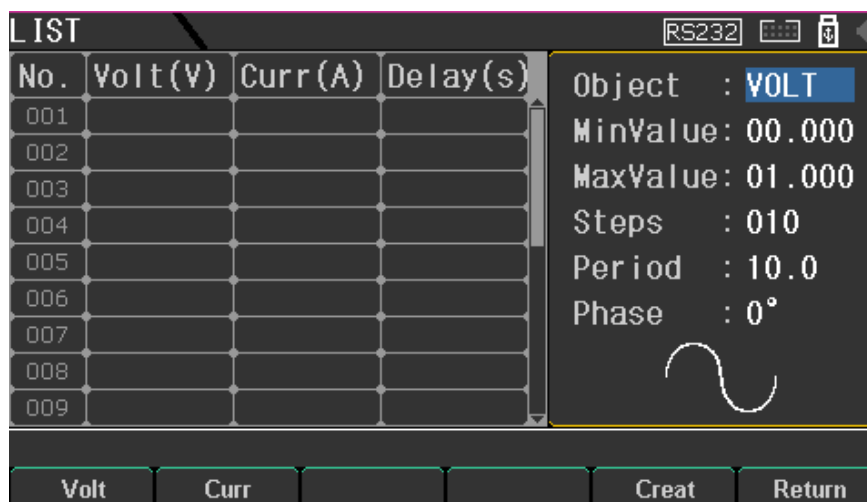 LIST RS232
No. Volt(V) Curr(A) Delay(s)
001
002
003
004
005
006
007
008
009
Object : VOLT
MinValue: 00.000
MaxValue: 01.000
Steps : 010
Period : 10.0
Phase : 0°
Volt Curr Creat Return